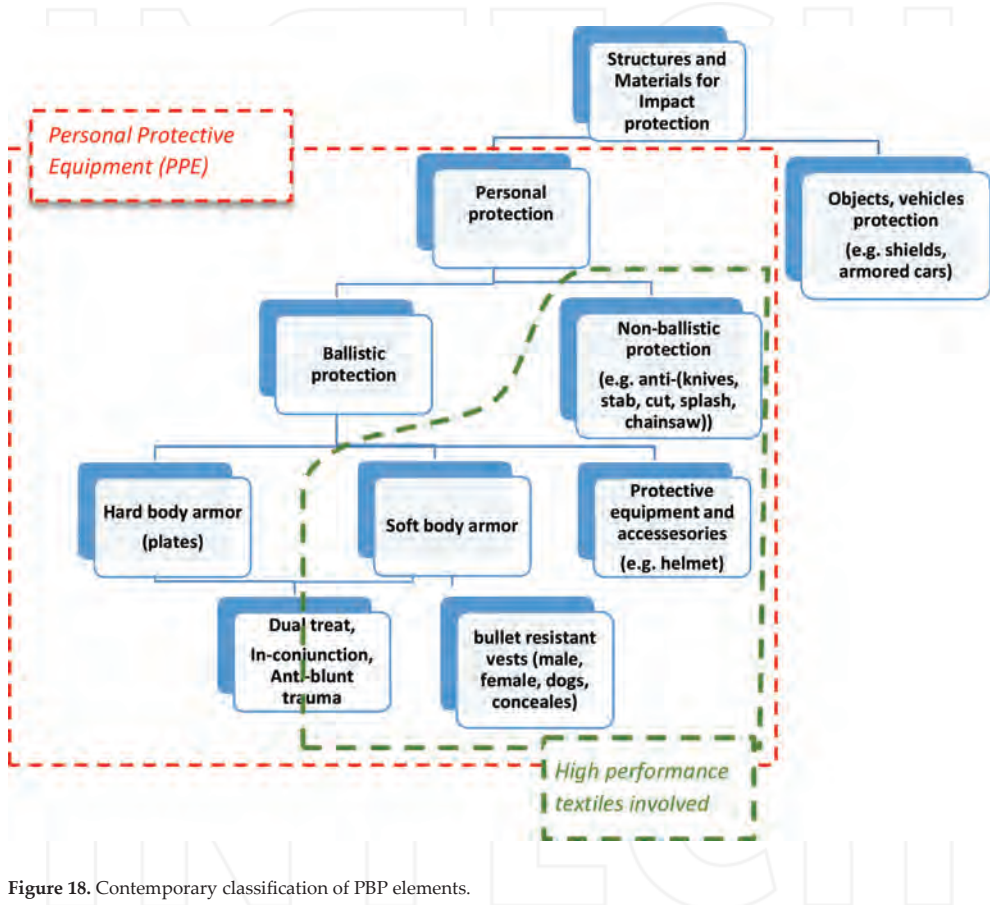 Structures and
Materials for
Impact
protection
Personal Protective
Equipment (PPE)
Personal
protection
Objects, vehicles
protection
(e.g. shields,
armored cars)
Ballistic
protection
Non-ballistic
protection
(e.g. anti-(knives,
stab, cut, splash,
chainsaw))
Hard body armor
(plates)
Soft body armor
Protective
equipment and
accessesories
(e.g. helmet)
Dual treat,
In-conjunction,
Anti-blunt
trauma
bullet resistant
vests (male,
female, dogs,
conceales)
High performance
textiles involved
Figure 18. Contemporary classification of PBP elements.